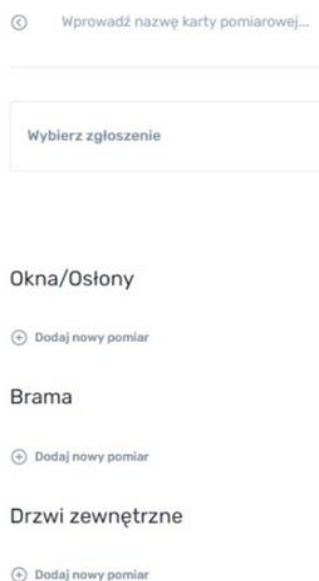 Wprowadź nazwę karty pomiarowej...
Wybierz zgłoszenie
Okna/Osłony
Dodaj nowy pomiar
Brama
Dodaj nowy pomiar
Drzwi zewnętrzne
Dodaj nowy pomiar